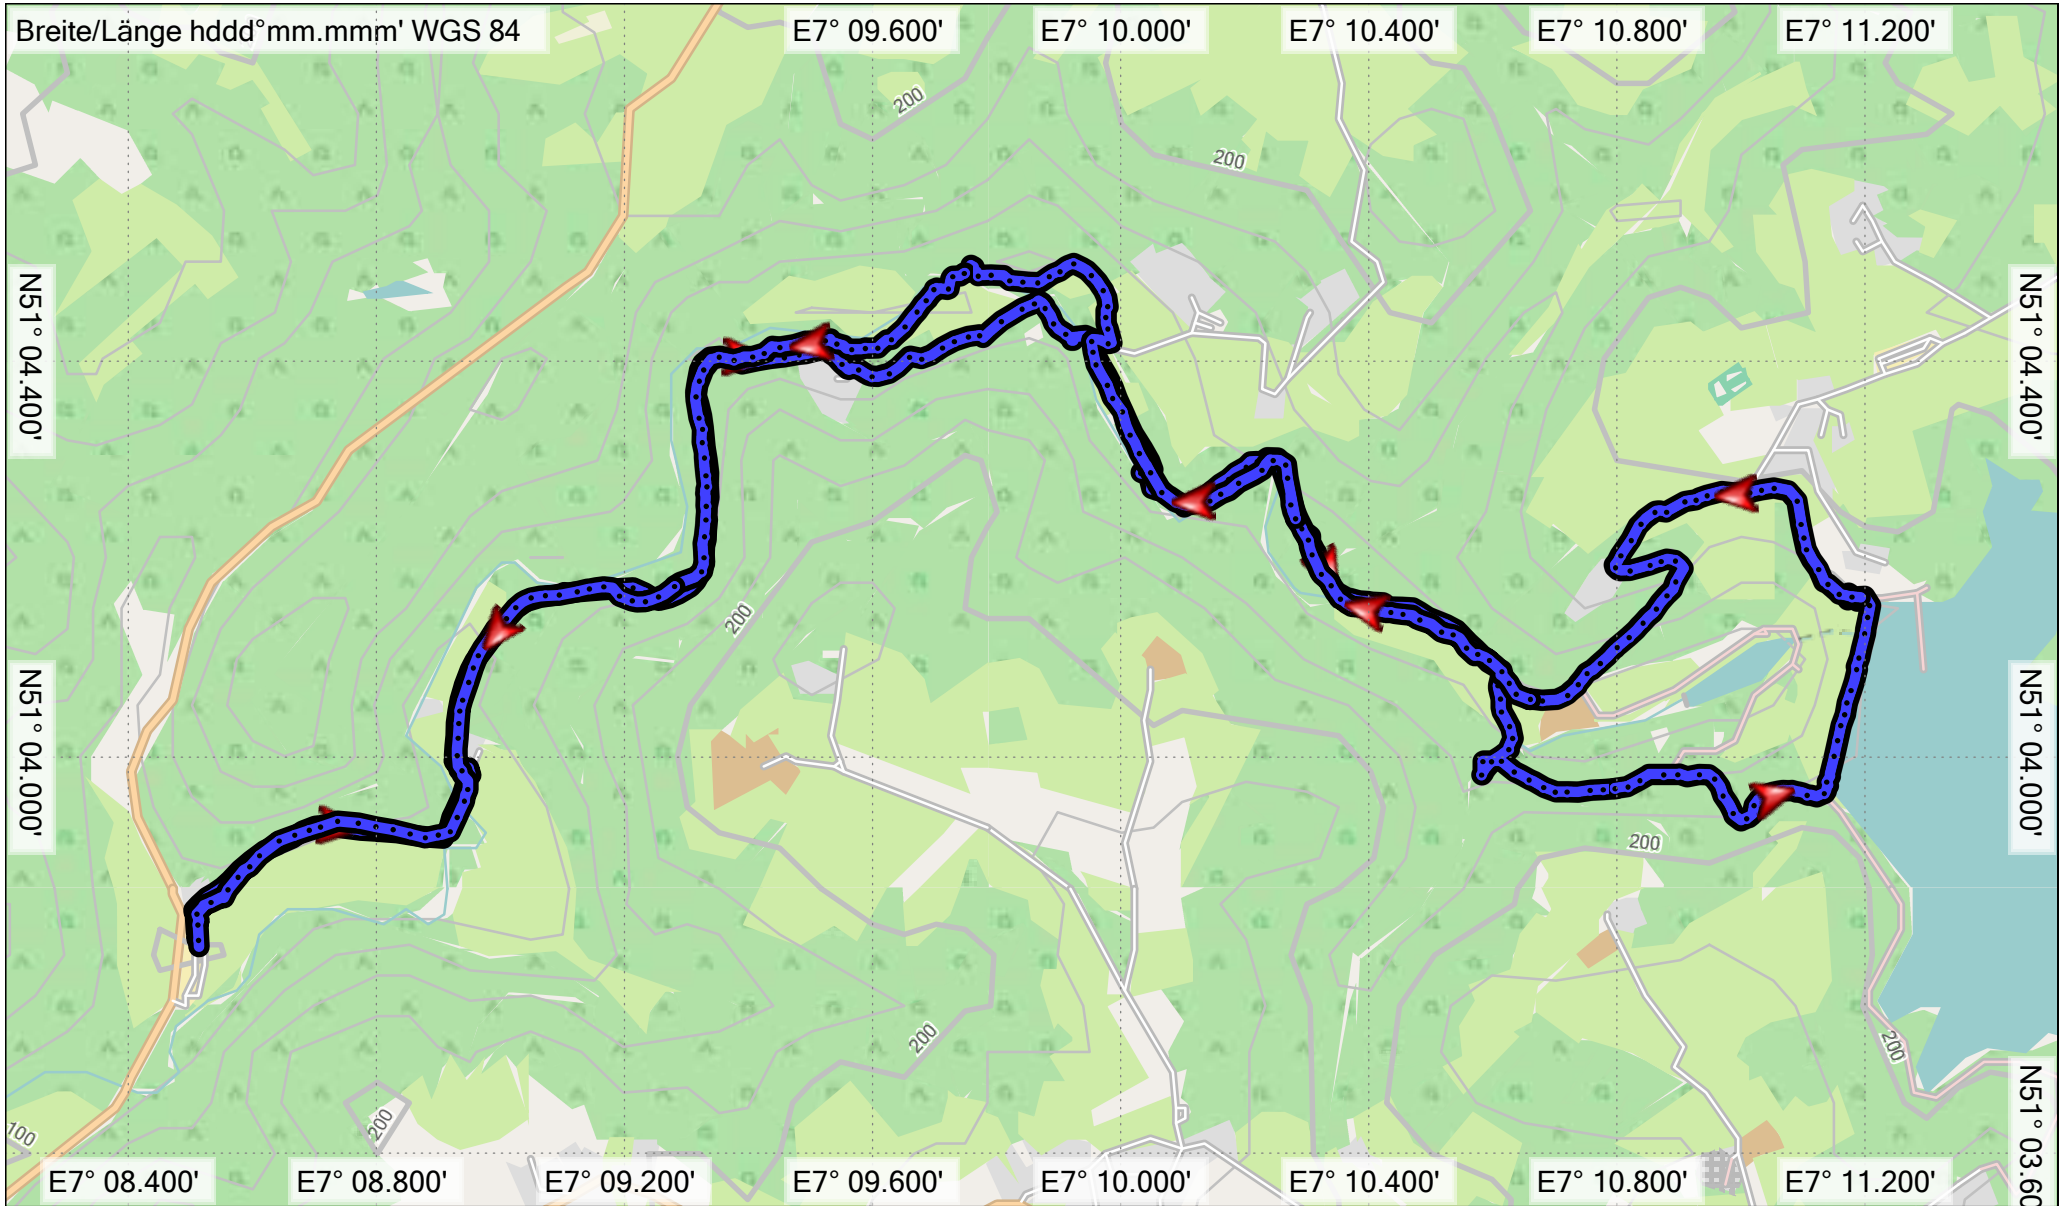 Breite/Länge hddd°mm.mmm' WGS 84
E7° 09.600'
E7° 10.000'
E7° 10.400'
E7° 10.800'
E7° 11.200'
200
200
N51° 04.400'
N51° 04.400'
200
N51° 04.000'
N51° 04.000'
200
200
200
200
100
N51° 03.60
E7° 08.400'
E7° 08.800'
E7° 09.200'
E7° 09.600'
E7° 10.000'
E7° 10.400'
E7° 10.800'
E7° 11.200'